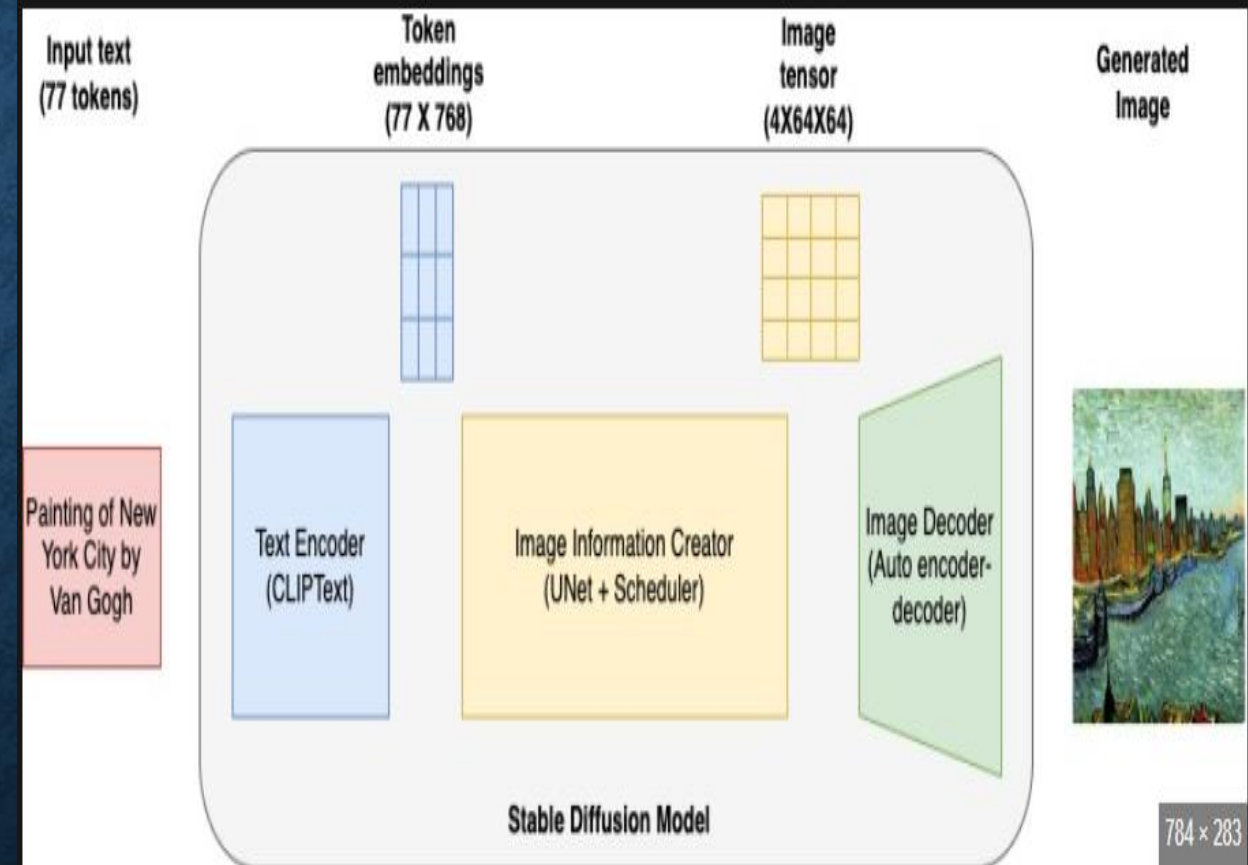 Input text
(77 tokens)
Token
embeddings
(77 X 768)
Image
tensor
(4X64X64)
Generated
Image
Painting of New
York City by
Van Gogh
Text Encoder
(CLIPText)
Image Information Creator
(UNet + Scheduler)
Image Decoder
(Auto encoder-
decoder)
Stable Diffusion Model
784 × 283